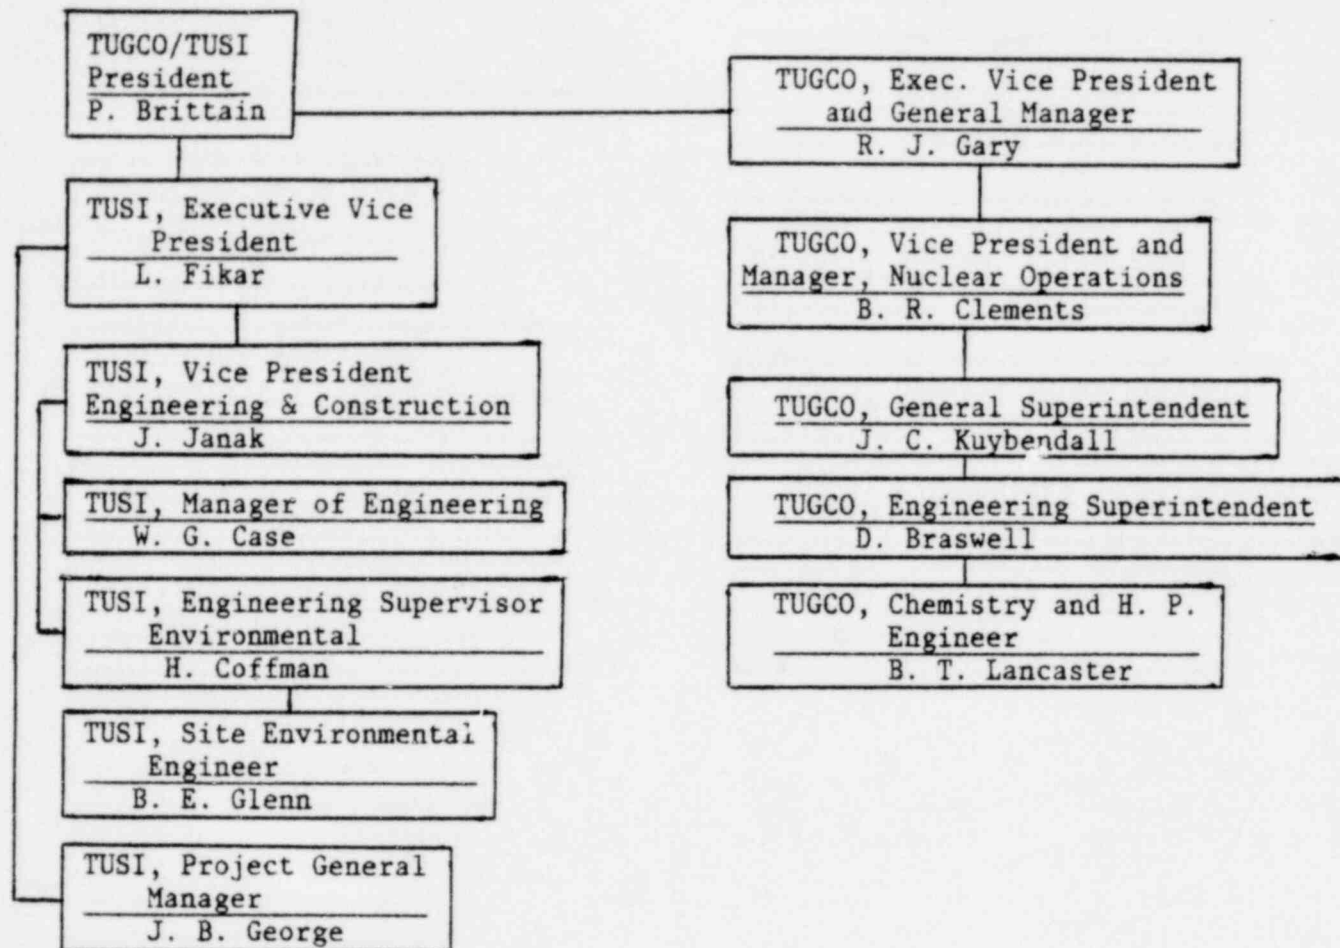 TUGCO/TUSI
President
P. Brittain
TUSI, Executive Vice
President
L. Fikar
TUSI, Vice President
Engineering & Construction
J. Janak
TUSI, Manager of Engineering
W. G. Case
TUSI, Engineering Supervisor
Environmental
H. Coffman
TUSI, Site Environmental
Engineer
B. E. Glenn
TUSI, Project General
Manager
J. B. George
TUGCO, Exec. Vice President
and General Manager
R. J. Gary
TUGCO, Vice President and
Manager, Nuclear Operations
B. R. Clements
TUGCO, General Superintendent
J. C. Kuybendall
TUGCO, Engineering Superintendent
D. Braswell
TUGCO, Chemistry and H. P.
Engineer
B. T. Lancaster